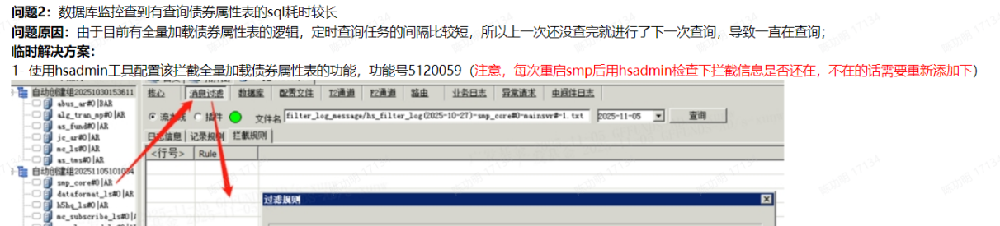 问题2：数据库监控查到有查询债券属性表的sql耗时较长
问题原因：由于目前有全量加载债券属性表的逻辑，定时查询任务的间隔比较短，所以上一次还没查完就进行了下一次查询，导致一直在查询；
临时解决方案：
1- 使用hsadmin工具配置该拦截全量加载债券属性表的功能，功能号5120059（注意，每次重启smp后用hsadmin检查下拦截信息是否还在，不在的话需要重新添加下）
自动创建组20251030153611
核心 消息过滤 数据库 配置文件 T2通道 F2通道 路由 业务日志 异常请求 中间件日志
abus_ar#0|BAR
alg_tran_mp#0|AR
流水线 插件 文件名 filter_log_message/hs_filter_log(2025-10-27)-smp_core#0-mainsvr#-1.txt 2025-11-05 查询
as_fund#0|AR
jc_ar#0|AR
日志信息 记录规则 拦截规则
mc_ls#0|AR
<行号> Rule
as_tms#0|AR
自动创建组20251105101034
smp_core#0|AR
dataformat_ls#0|AR
过滤规则
h5hq_ls#0|AR
mc_subscribe_ls#0|A